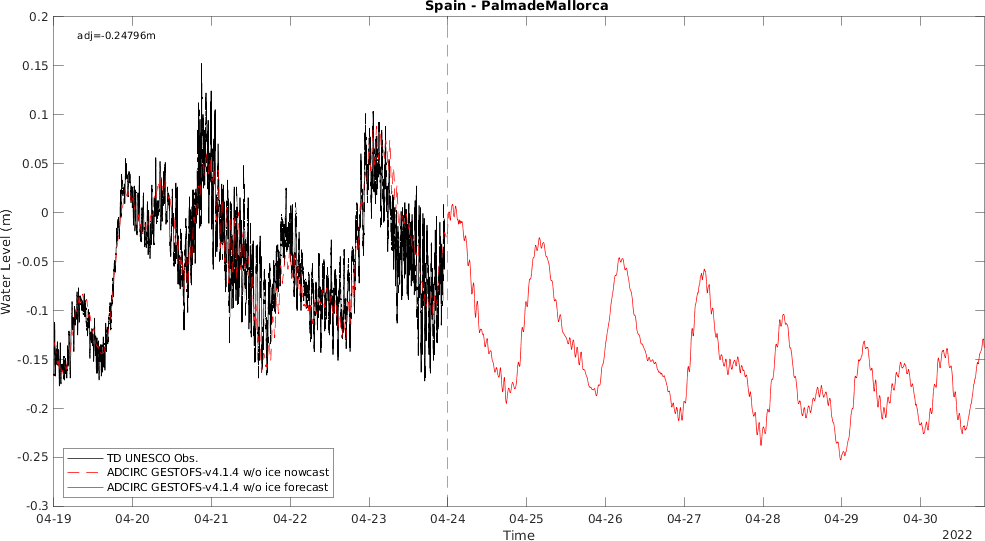 Spain - PalmadeMallorca
adj=-0.24796m
0.2
0.15
0.1
0.05
0
-0.05
-0.1
-0.15
-0.2
-0.25
-0.3
Water Level (m)
TD UNESCO Obs.
ADCIRC GESTOFS-v4.1.4 w/o ice nowcast
ADCIRC GESTOFS-v4.1.4 w/o ice forecast
04-19 04-20 04-21 04-22 04-23 04-24 04-25 04-26 04-27 04-28 04-29 04-30
Time
2022